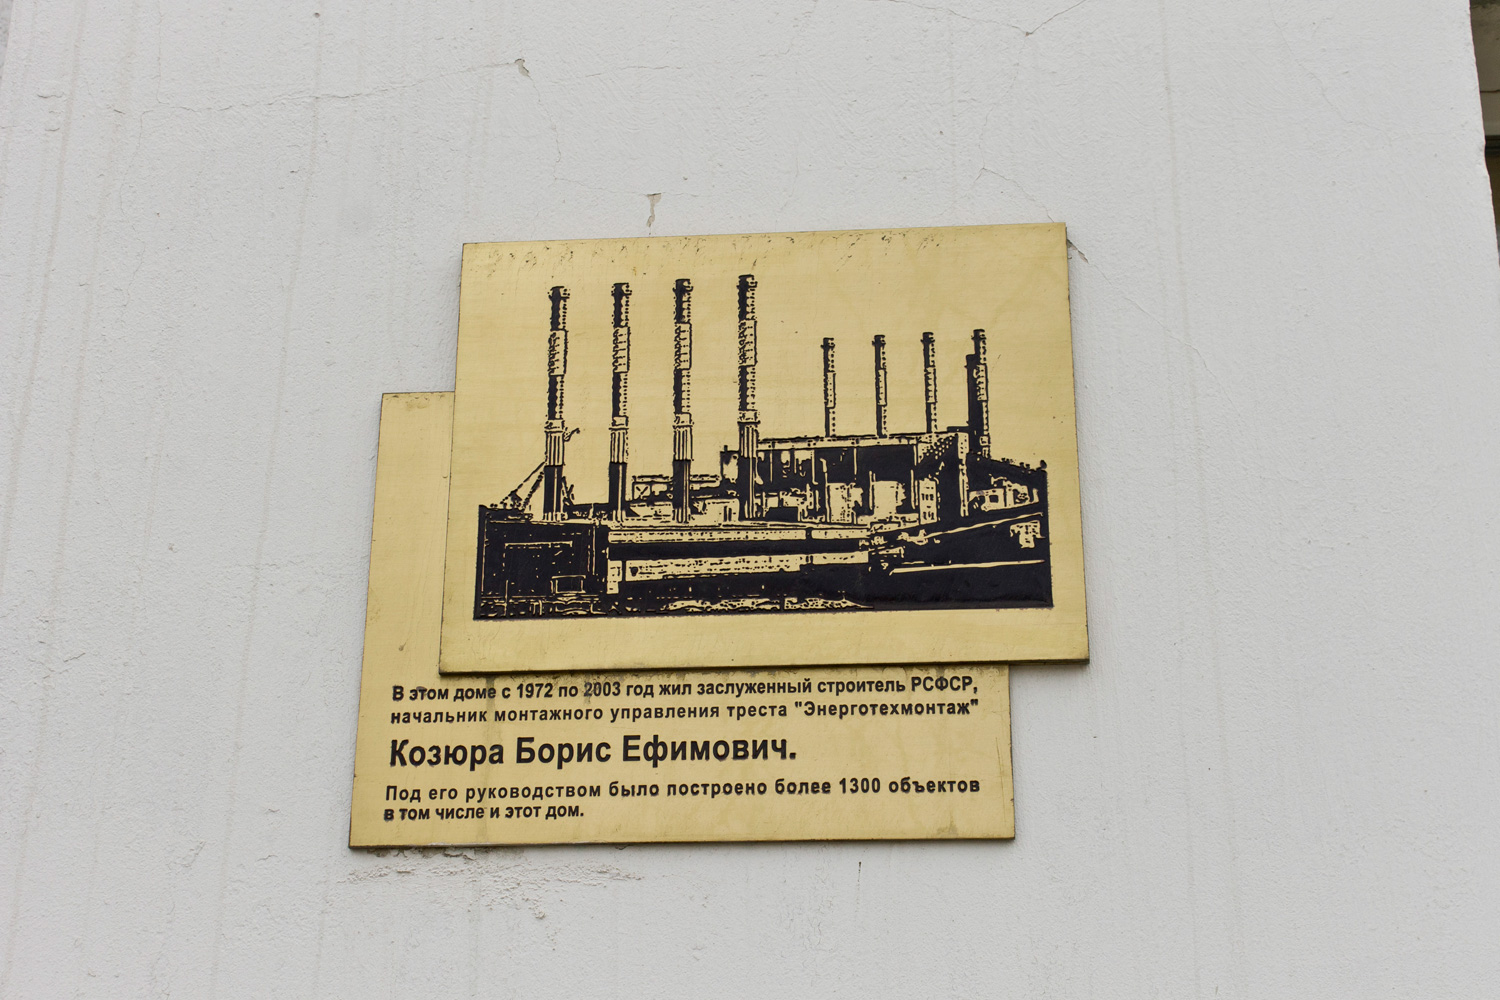 В этом доме с 1972 по 2003 год жил заслуженный строитель РСФСР,
начальник монтажного управления треста "Энерготехмонтаж"
Козюра Борис Ефимович.
Под его руководством было построено более 1300 объектов
в том числе и этот дом.